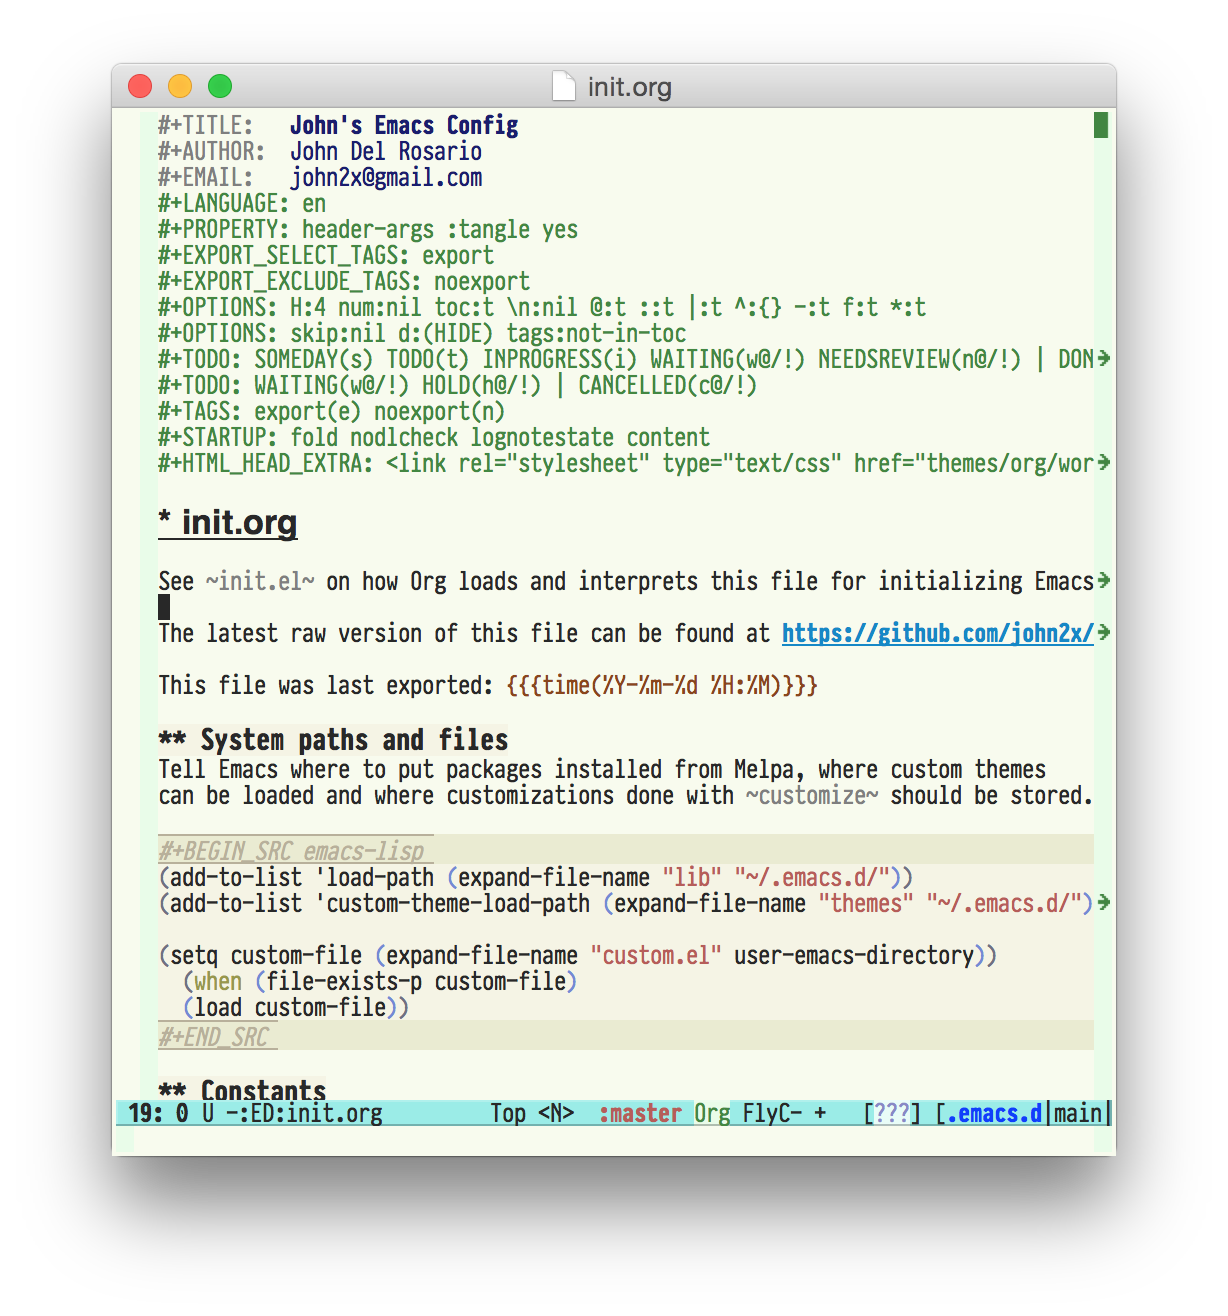 init.org
#+TITLE:   John's Emacs Config
#+AUTHOR:  John Del Rosario
#+EMAIL:   john2x@gmail.com
#+LANGUAGE: en
#+PROPERTY: header-args :tangle yes
#+EXPORT_SELECT_TAGS: export
#+EXPORT_EXCLUDE_TAGS: noexport
#+OPTIONS: H:4 num:nil toc:t \n:nil @:t ::t |:t ^:{} -:t f:t *:t
#+OPTIONS: skip:nil d:(HIDE) tags:not-in-toc
#+TODO: SOMEDAY(s) TODO(t) INPROGRESS(i) WAITING(w@/!) NEEDSREVIEW(n@/!) | DON
#+TODO: WAITING(w@/!) HOLD(h@/!) | CANCELLED(c@/!)
#+TAGS: export(e) noexport(n)
#+STARTUP: fold nodlcheck lognotestate content
#+HTML_HEAD_EXTRA: <link rel="stylesheet" type="text/css" href="themes/org/wor
* init.org
See ~init.el~ on how Org loads and interprets this file for initializing Emacs
The latest raw version of this file can be found at https://github.com/john2x/
This file was last exported: {{{time(%Y-%m-%d %H:%M)}}}
** System paths and files
Tell Emacs where to put packages installed from Melpa, where custom themes
can be loaded and where customizations done with ~customize~ should be stored.
#+BEGIN_SRC emacs-lisp
(add-to-list 'load-path (expand-file-name "lib" "~/.emacs.d/"))
(add-to-list 'custom-theme-load-path (expand-file-name "themes" "~/.emacs.d/")
(setq custom-file (expand-file-name "custom.el" user-emacs-directory))
  (when (file-exists-p custom-file)
  (load custom-file))
#+END_SRC
** Constants
19: 0 U -:ED:init.org         Top <N>  :master Org FlyC- +   [???] [.emacs.d|main|